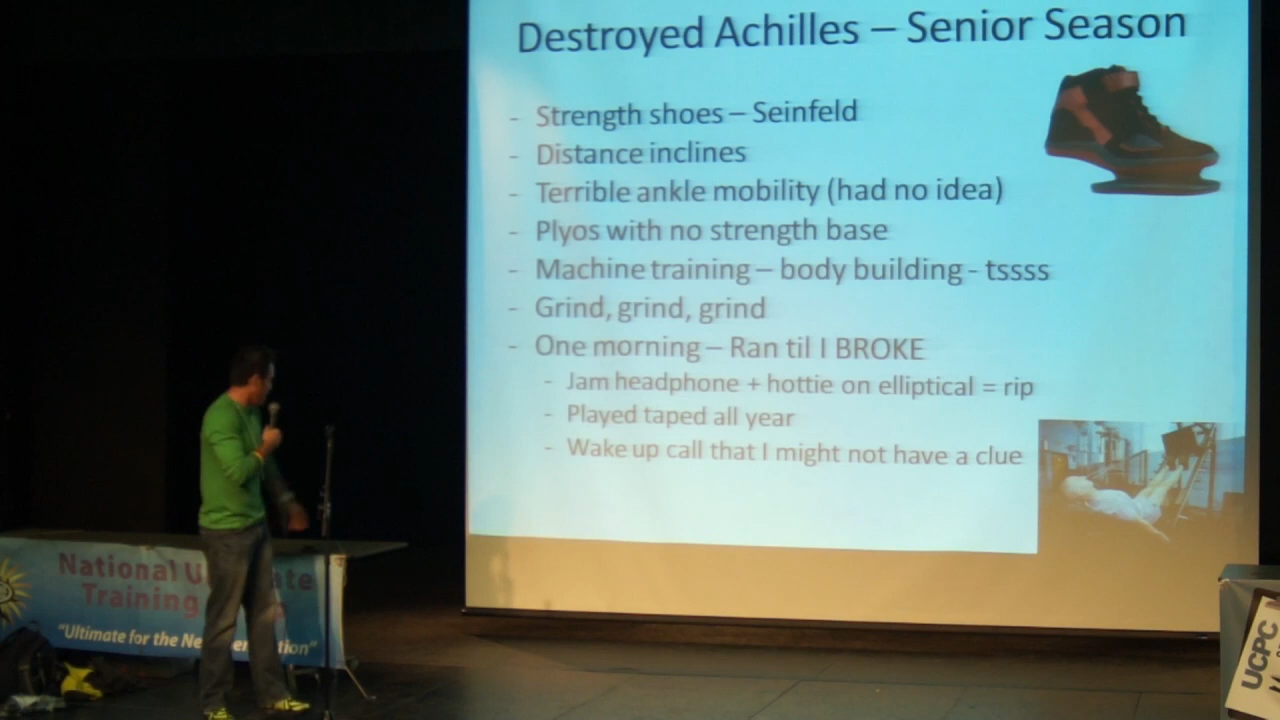 Destroyed Achilles – Senior Season
- Strength shoes – Seinfeld
- Distance inclines
- Terrible ankle mobility (had no idea)
- Plyos with no strength base
- Machine training – body building - tssss
- Grind, grind, grind
- One morning – Ran til I BROKE
- Jam headphone + hottie on elliptical = rip
- Played taped all year
- Wake up call that I might not have a clue
National
Training
"Ultimate for the
UCPC